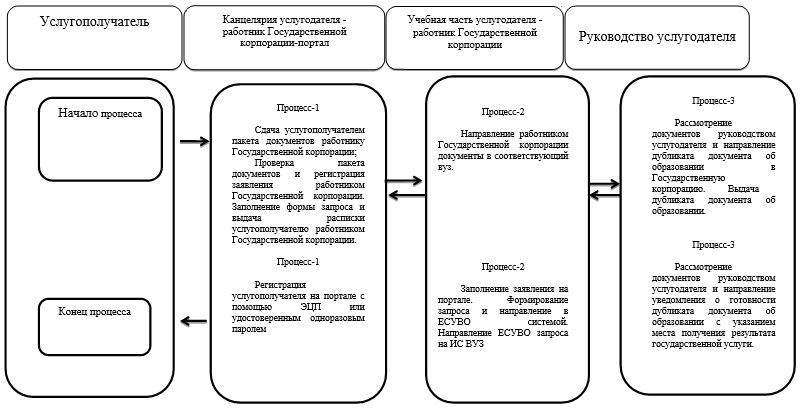 Услугополучатель
Канцелярия услугодателя -
работник Государственной
корпорации-портал
Учебная часть услугодателя -
работник Государственной
корпорации
Руководство услугодателя
Начало процесса
Конец процесса
Процесс-1
Сдача услугополучателем
пакета документов работнику
Государственной корпорации;
Проверка пакета
документов и регистрация
заявления работником
Государственной корпорации.
Заполнение формы запроса и
выдача расписки
услугополучателю работником
Государственной корпорации.
Процесс-1
Регистрация
услугополучателя на портале с
помощью ЭЦП или
удостоверенным одноразовым
паролем
Процесс-2
Направление работником
Государственной корпорации
документы в соответствующий
вуз.
Процесс-2
Заполнение заявления на
портале. Формирование
запроса и направление в
ЕСУВО системой.
Направление ЕСУВО запроса
на ИС ВУЗ
Процесс-3
Рассмотрение
документов руководством
услугодателя и направление
дубликата документа об
образовании в
Государственную
корпорацию. Выдача
дубликата документа об
образовании.
Процесс-3
Рассмотрение
документов руководством
услугодателя и направление
уведомления о готовности
дубликата документа об
образовании с указанием
места получения результата
государственной услуги.